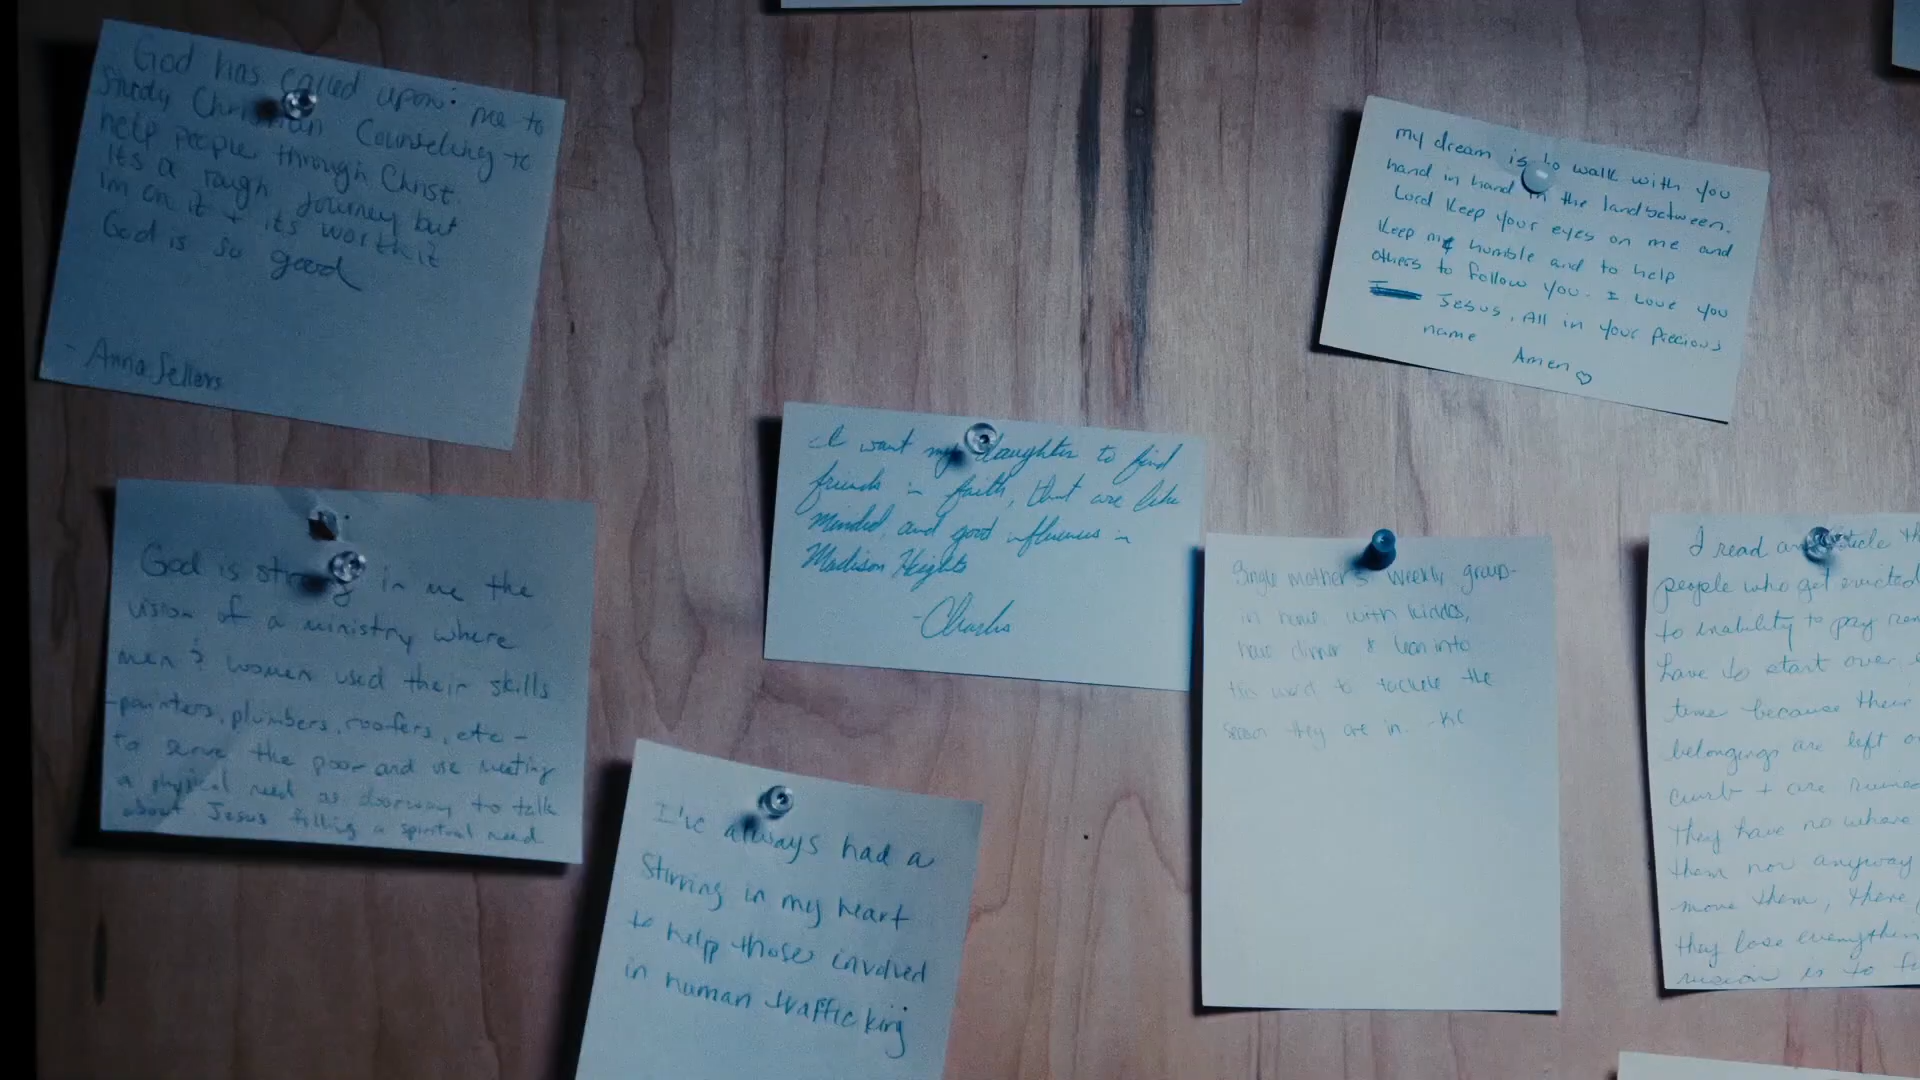 God has called upon me to
Study Christian Counseling to
help people through Christ.
Its a rough Journey but
Im on it + its worth it
God is so good
- Anna Sellers
my dream is to walk with you
hand in hand in the landbetween.
Lord Keep your eyes on me and
Keep me humble and to help
others to follow you. I Love you
Jesus, All in your precious
name Amen
I want my daughter to find
friends in faith, that are like
minded, and good influences in
Madison Heights
- Charles
God is in me the
vision of a ministry where
men & women used their skills
- painters, plumbers, roofers, etc -
to serve the poor and use meeting
a physical need as doorway to talk
about Jesus filling a spiritual need
Single mother's weekly group -
in home with kiddos,
have dinner & lean into
this word to tackle the
season they are in. - KC
I read an article
people who get evicted
to inability to pay
have to start over
time because their
belongings are left
curb + are ruined
they have no where
them nor anyway
move them, there
they lose everything
is to
I've always had a
Stirring in my heart
to help those involved
in human trafficking